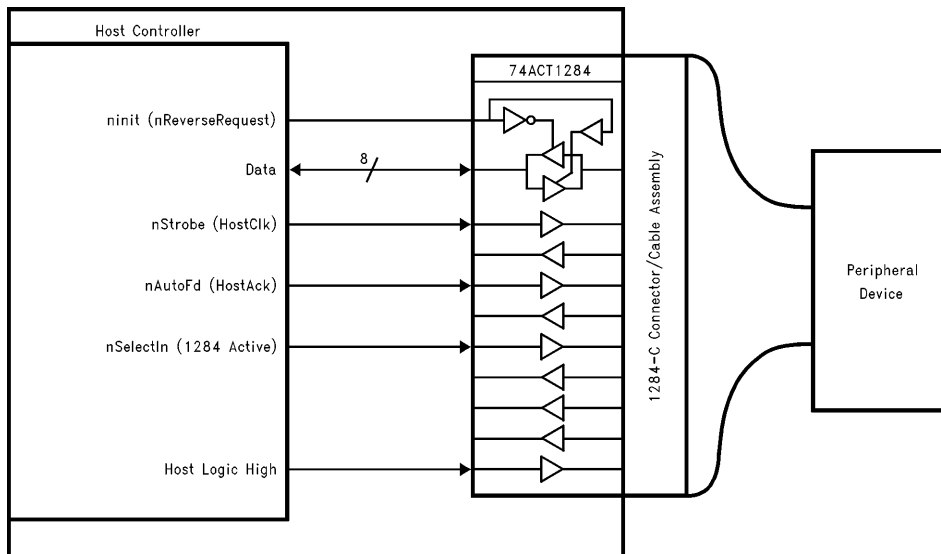 Host Controller
74ACT1284
ninit (nReverseRequest)
8
Data
nStrobe (HostClk)
nAutoFd (HostAck)
nSelectIn (1284 Active)
Host Logic High
1284-C Connector/Cable Assembly
Peripheral
Device